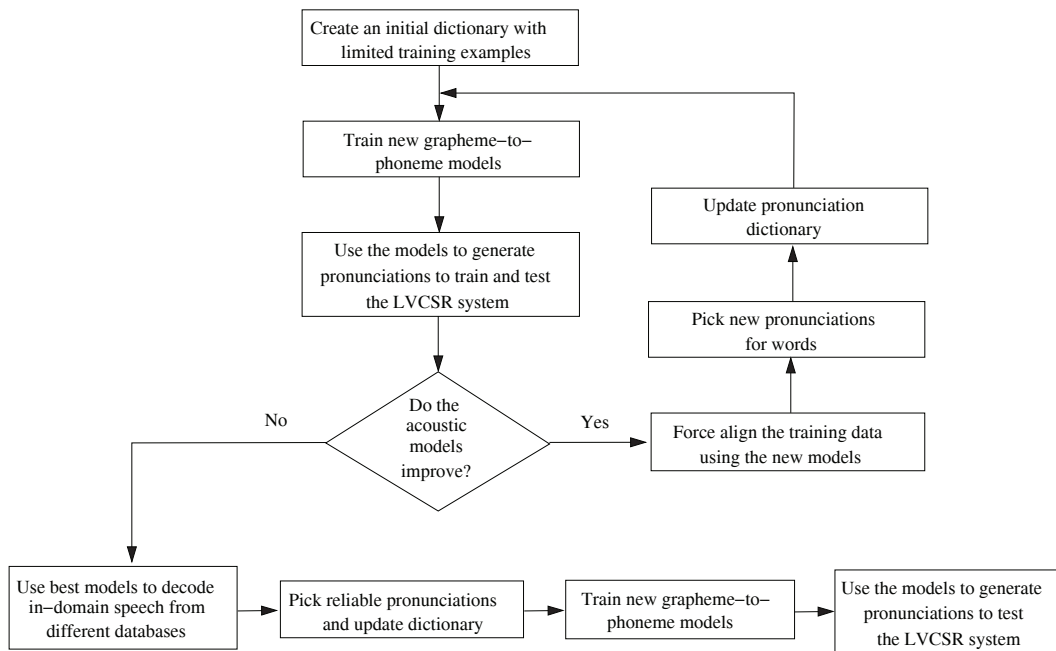 Create an initial dictionary with
limited training examples
Train new grapheme−to−
phoneme models
Use the models to generate
pronunciations to train and test
the LVCSR system
Do the
acoustic
models
improve?
No
Yes
Force align the training data
using the new models
Pick new pronunciations
for words
Update pronunciation
dictionary
Use best models to decode
in−domain speech from
different databases
Pick reliable pronunciations
and update dictionary
Train new grapheme−to−
phoneme models
Use the models to generate
pronunciations to test
the LVCSR system